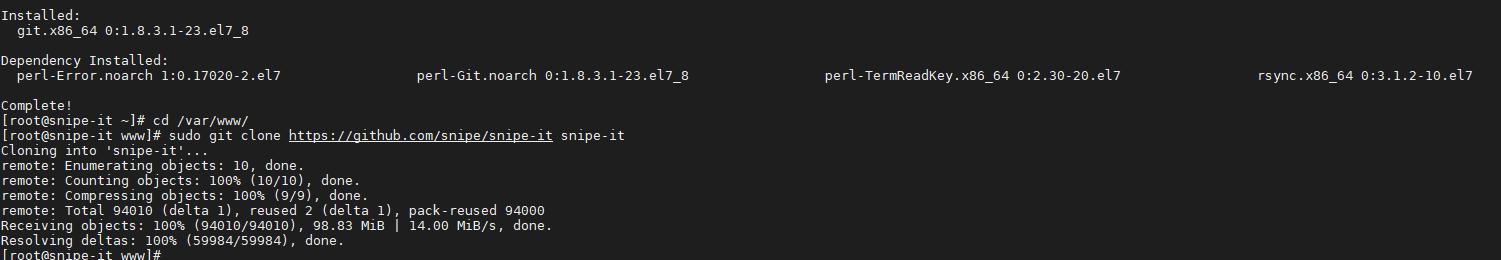 Installed:
  git.x86_64 0:1.8.3.1-23.el7_8

Dependency Installed:
  perl-Error.noarch 1:0.17020-2.el7                 perl-Git.noarch 0:1.8.3.1-23.el7_8                 perl-TermReadKey.x86_64 0:2.30-20.el7                 rsync.x86_64 0:3.1.2-10.el7

Complete!
[root@snipe-it ~]# cd /var/www/
[root@snipe-it www]# sudo git clone https://github.com/snipe/snipe-it snipe-it
Cloning into 'snipe-it'...
remote: Enumerating objects: 10, done.
remote: Counting objects: 100% (10/10), done.
remote: Compressing objects: 100% (9/9), done.
remote: Total 94010 (delta 1), reused 2 (delta 1), pack-reused 94000
Receiving objects: 100% (94010/94010), 98.83 MiB | 14.00 MiB/s, done.
Resolving deltas: 100% (59984/59984), done.
[root@snipe-it www]#